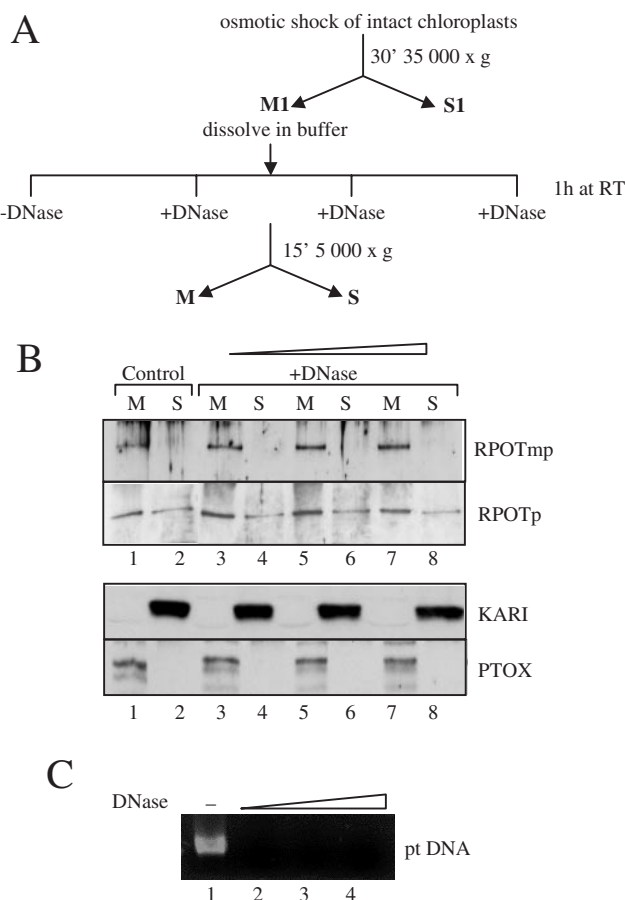 A
osmotic shock of intact chloroplasts
30' 35 000 x g
M1 S1
dissolve in buffer
1h at RT
-DNase +DNase +DNase +DNase
15' 5 000 x g
M S
B
Control +DNase
M S M S M S M S
RPOTmp
RPOTp
1 2 3 4 5 6 7 8
KARI
PTOX
1 2 3 4 5 6 7 8
C
DNase –
pt DNA
1 2 3 4